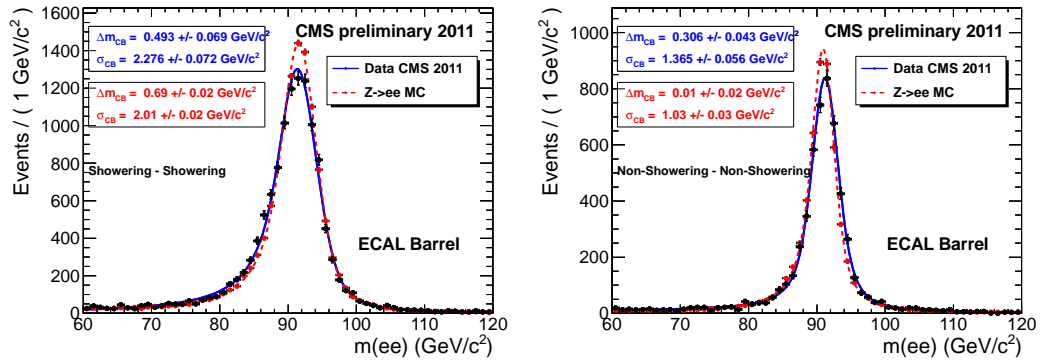 CMS preliminary 2011
Δm_CB = 0.493 +/- 0.069 GeV/c²
σ_CB = 2.276 +/- 0.072 GeV/c²
Δm_CB = 0.69 +/- 0.02 GeV/c²
σ_CB = 2.01 +/- 0.02 GeV/c²
Data CMS 2011
Z->ee MC
Showering - Showering
ECAL Barrel
Events / ( 1 GeV/c² )
1400
1200
1000
800
600
400
200
0
60 70 80 90 100 110 120
m(ee) (GeV/c²)
CMS preliminary 2011
Δm_CB = 0.306 +/- 0.043 GeV/c²
σ_CB = 1.365 +/- 0.056 GeV/c²
Δm_CB = 0.01 +/- 0.02 GeV/c²
σ_CB = 1.03 +/- 0.03 GeV/c²
Data CMS 2011
Z->ee MC
Non-Showering - Non-Showering
ECAL Barrel
Events / ( 1 GeV/c² )
1000
800
600
400
200
0
60 70 80 90 100 110 120
m(ee) (GeV/c²)